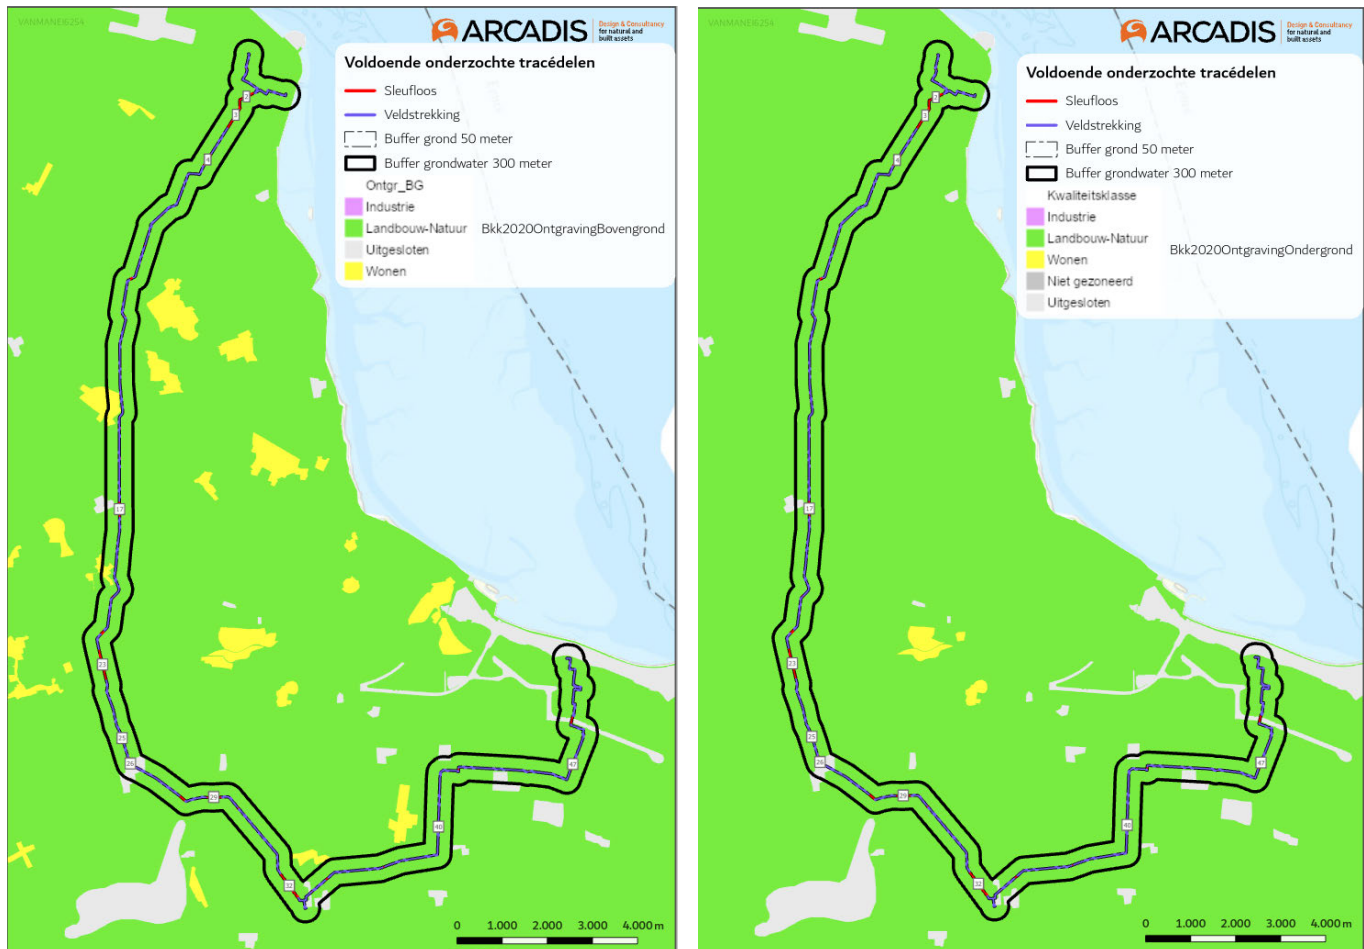 VANMANEI6254
ARCADIS
Design & Consultancy
for natural and
built assets
Voldoende onderzochte tracédelen
Sleufloos
Veldstrekking
Buffer grond 50 meter
Buffer grondwater 300 meter
Ontgr_BG
Industrie
Landbouw-Natuur
Bkk2020OntgravingBovengrond
Uitgesloten
Wonen
2
3
4
17
23
25
26
29
32
40
47
0 1.000 2.000 3.000 4.000 m
VANMANEI6254
ARCADIS
Design & Consultancy
for natural and
built assets
Voldoende onderzochte tracédelen
Sleufloos
Veldstrekking
Buffer grond 50 meter
Buffer grondwater 300 meter
Kwaliteitsklasse
Industrie
Landbouw-Natuur
Bkk2020OntgravingOndergrond
Wonen
Niet gezoneerd
Uitgesloten
2
3
4
17
23
25
26
29
32
40
47
0 1.000 2.000 3.000 4.000 m